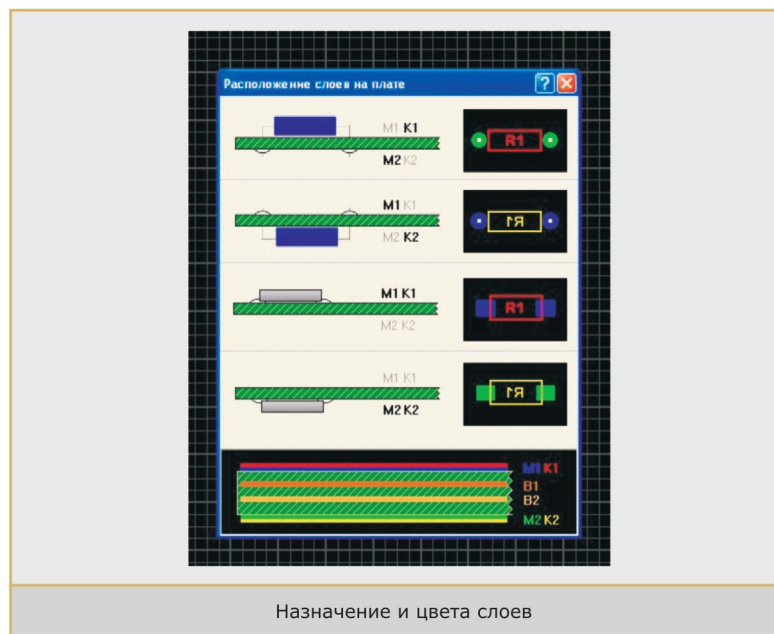 Расположение слоев на плате
M1 K1
R1
M2 K2
M1 K1
R1
M2 K2
M1 K1
R1
M2 K2
M1 K1
R1
M2 K2
M1 K1
B1
B2
M2 K2
Назначение и цвета слоев